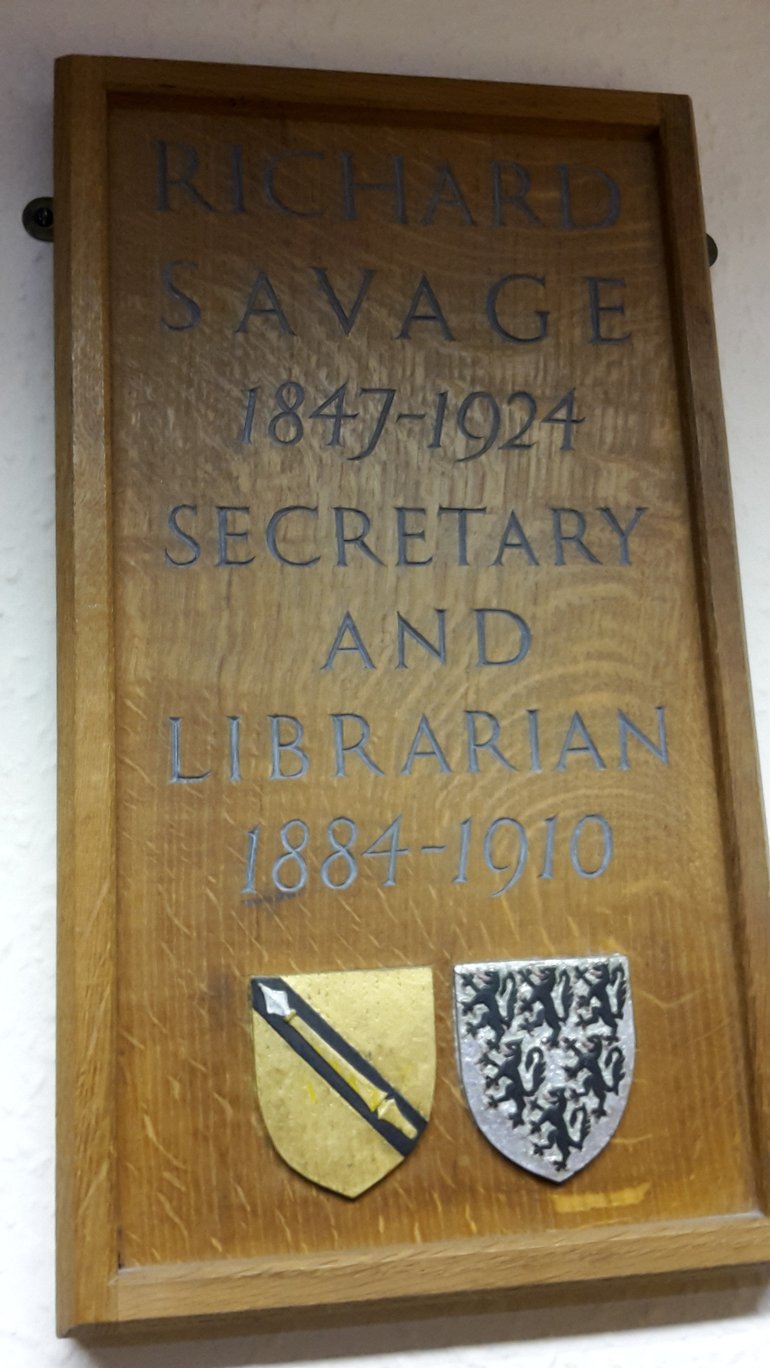 RICHARD
SAVAGE
1847-1924
SECRETARY
AND
LIBRARIAN
1884-1910